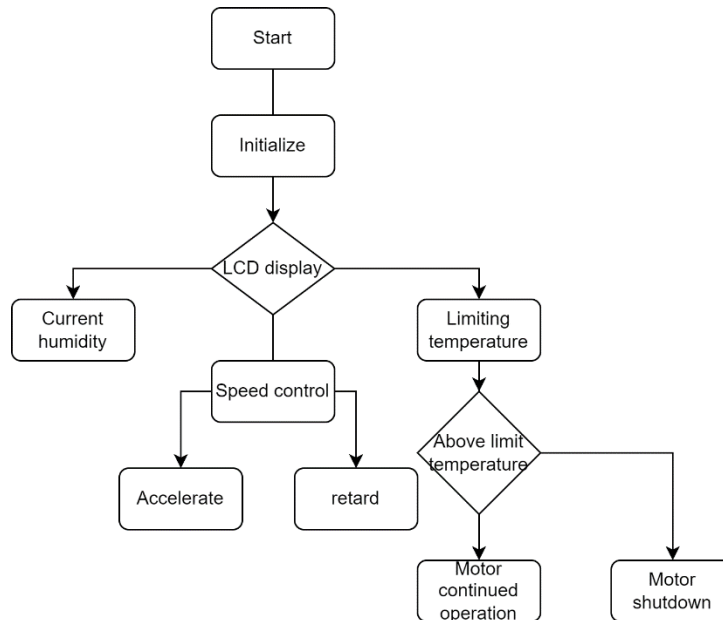 Start
Initialize
LCD display
Current
humidity
Limiting
temperature
Speed control
Above limit
temperature
Accelerate
retard
Motor
continued
operation
Motor
shutdown